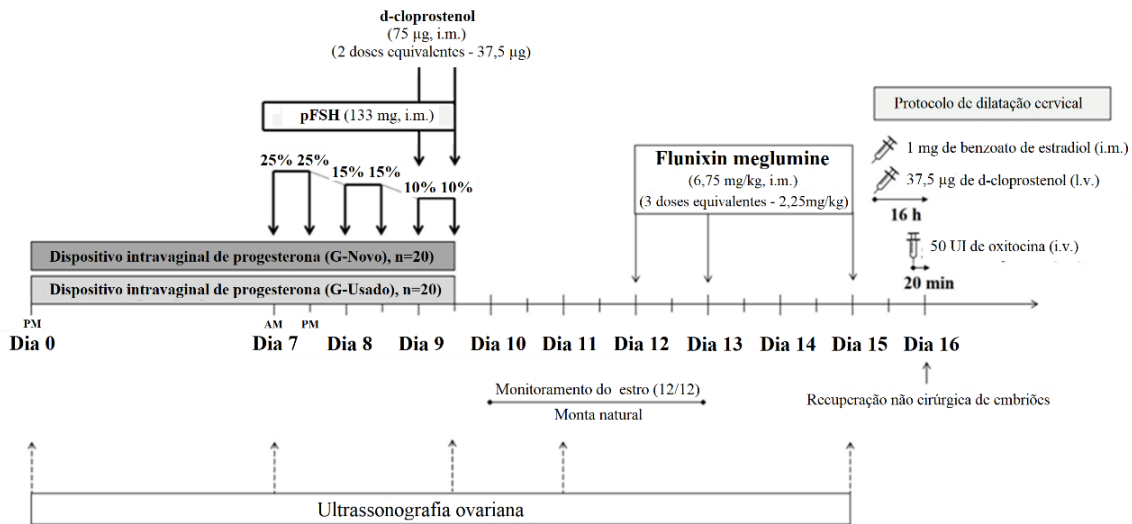 d-cloprostenol
(75 µg, i.m.)
(2 doses equivalentes - 37,5 µg)
pFSH (133 mg, i.m.)
Protocolo de dilatação cervical
25% 25%
15% 15%
10% 10%
Flunixin meglumine
(6,75 mg/kg, i.m.)
(3 doses equivalentes - 2,25mg/kg)
1 mg de benzoato de estradiol (i.m.)
37,5 µg de d-cloprostenol (l.v.)
16 h
50 UI de oxitocina (i.v.)
20 min
Dispositivo intravaginal de progesterona (G-Novo), n=20)
Dispositivo intravaginal de progesterona (G-Usado), n=20)
PM
AM
PM
Dia 0
Dia 7
Dia 8
Dia 9
Dia 10
Dia 11
Dia 12
Dia 13
Dia 14
Dia 15
Dia 16
Monitoramento do estro (12/12)
Monta natural
Recuperação não cirúrgica de embriões
Ultrassonografia ovariana